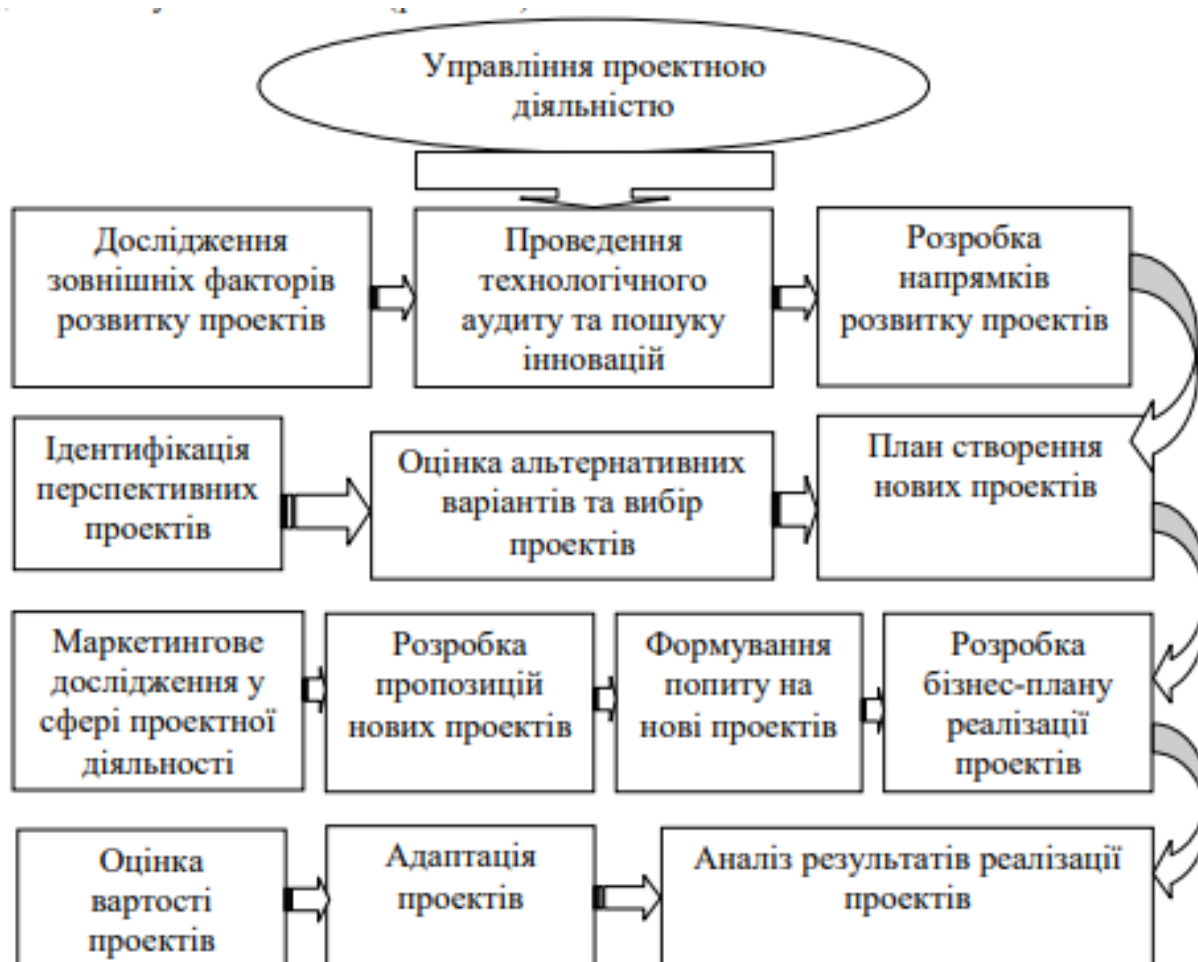 Управління проектною
діяльністю
Дослідження
зовнішніх факторів
розвитку проектів
Проведення
технологічного
аудиту та пошуку
інновацій
Розробка
напрямків
розвитку проектів
Ідентифікація
перспективних
проектів
Оцінка альтернативних
варіантів та вибір
проектів
План створення
нових проектів
Маркетингове
дослідження у
сфері проектної
діяльності
Розробка
пропозицій
нових проектів
Формування
попиту на
нові проектів
Розробка
бізнес-плану
реалізації
проектів
Оцінка
вартості
проектів
Адаптація
проектів
Аналіз результатів реалізації
проектів